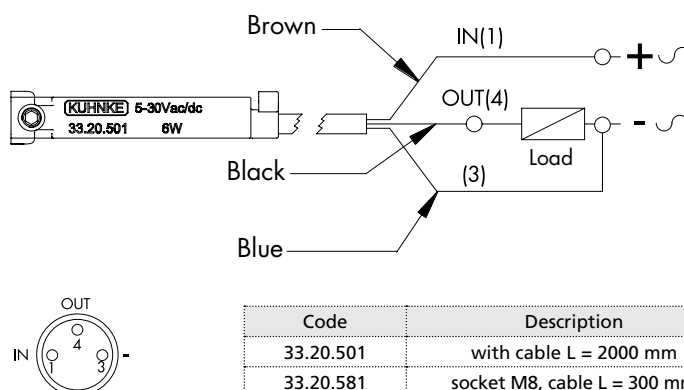 Brown
IN(1)
+
KUHNKE 5-30Vac/dc
33.20.501 6W
OUT(4)
-
Load
Black
(3)
Blue
OUT
4
IN 1 3 -
Code Description
33.20.501 with cable L = 2000 mm
33.20.581 socket M8, cable L = 300 mm